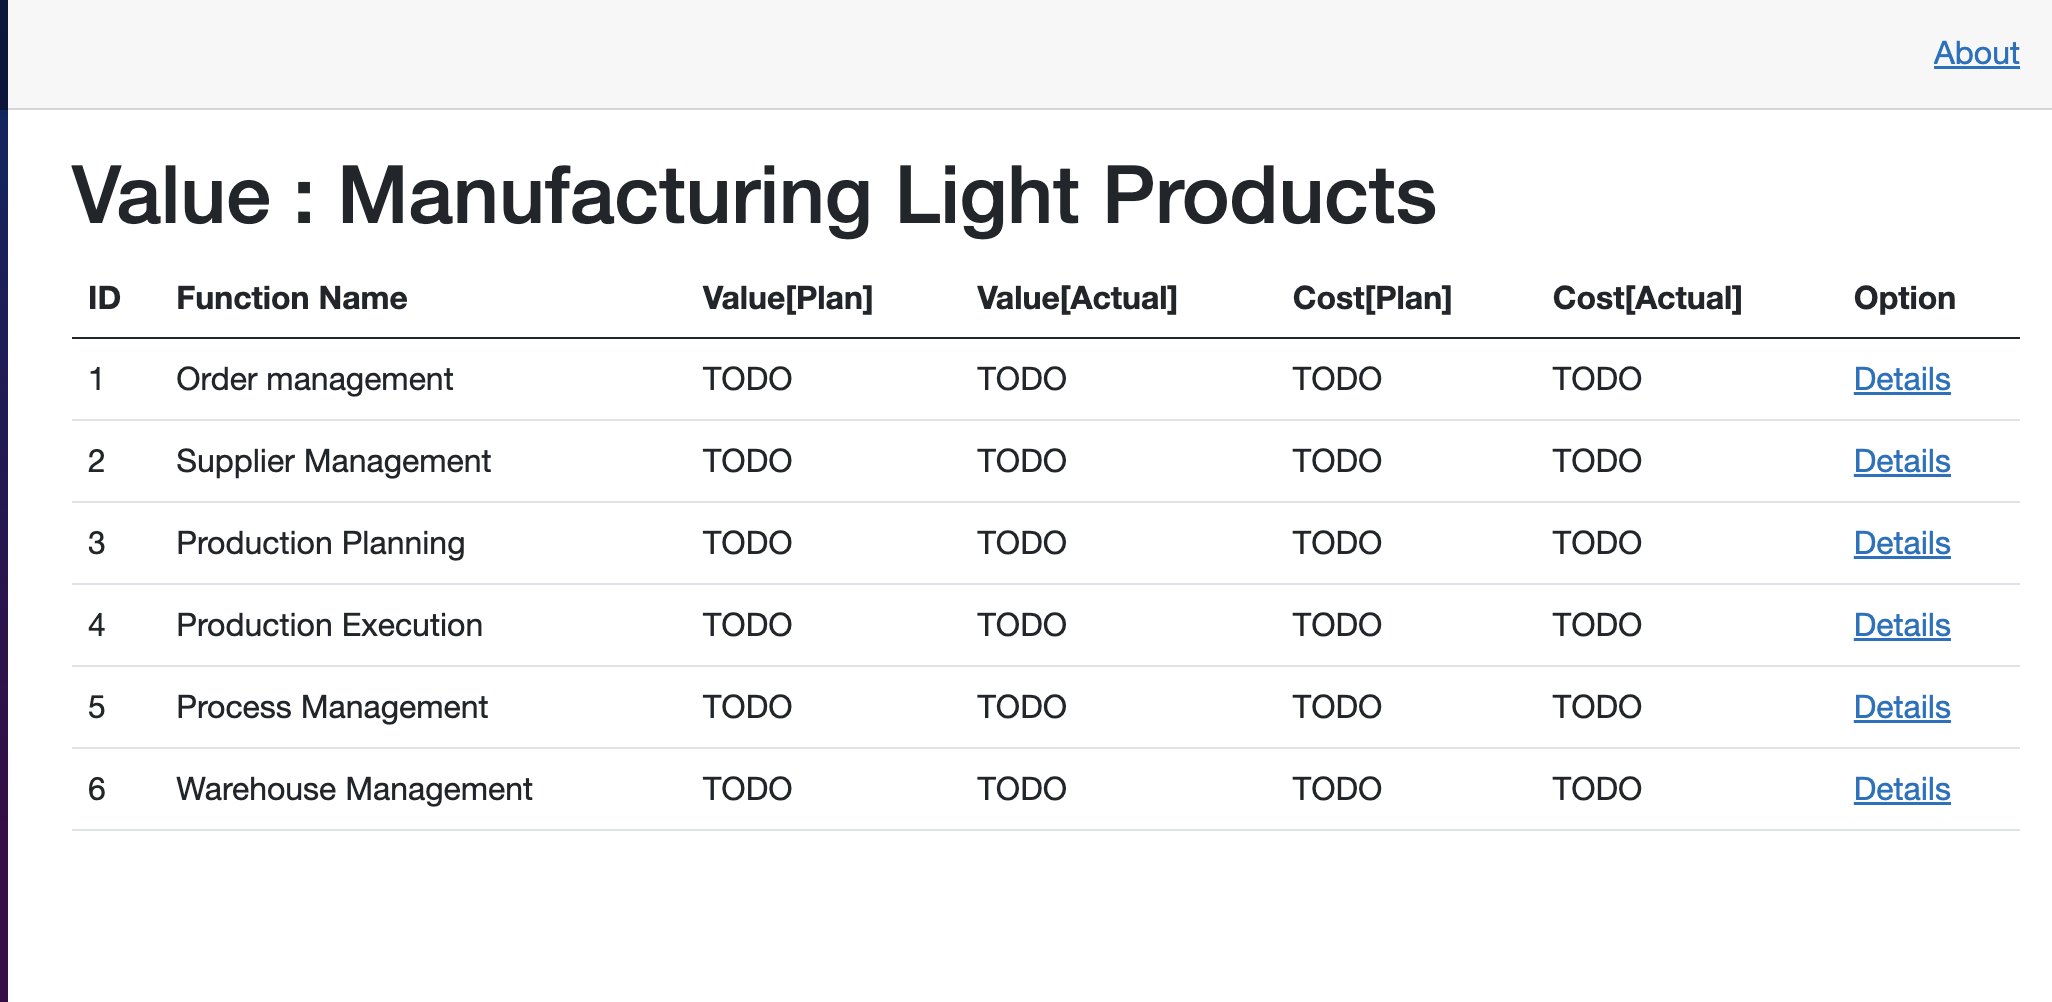 About
Value : Manufacturing Light Products
ID Function Name Value[Plan] Value[Actual] Cost[Plan] Cost[Actual] Option
1 Order management TODO TODO TODO TODO Details
2 Supplier Management TODO TODO TODO TODO Details
3 Production Planning TODO TODO TODO TODO Details
4 Production Execution TODO TODO TODO TODO Details
5 Process Management TODO TODO TODO TODO Details
6 Warehouse Management TODO TODO TODO TODO Details